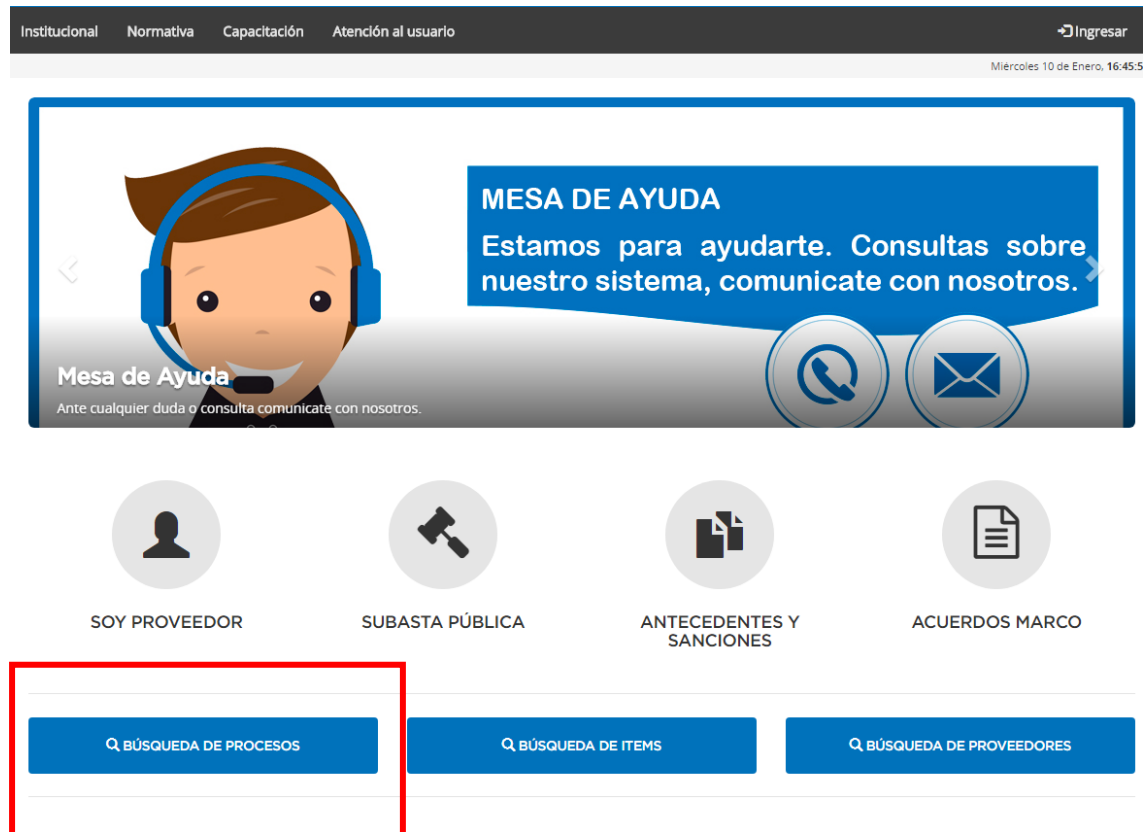 Institucional Normativa Capacitación Atención al usuario Ingresar
Miércoles 10 de Enero, 16:45:5
MESA DE AYUDA
Estamos para ayudarte. Consultas sobre
nuestro sistema, comunicate con nosotros.
Mesa de Ayuda
Ante cualquier duda o consulta comunicate con nosotros.
SOY PROVEEDOR SUBASTA PÚBLICA ANTECEDENTES Y ACUERDOS MARCO
SANCIONES
BÚSQUEDA DE PROCESOS BÚSQUEDA DE ITEMS BÚSQUEDA DE PROVEEDORES